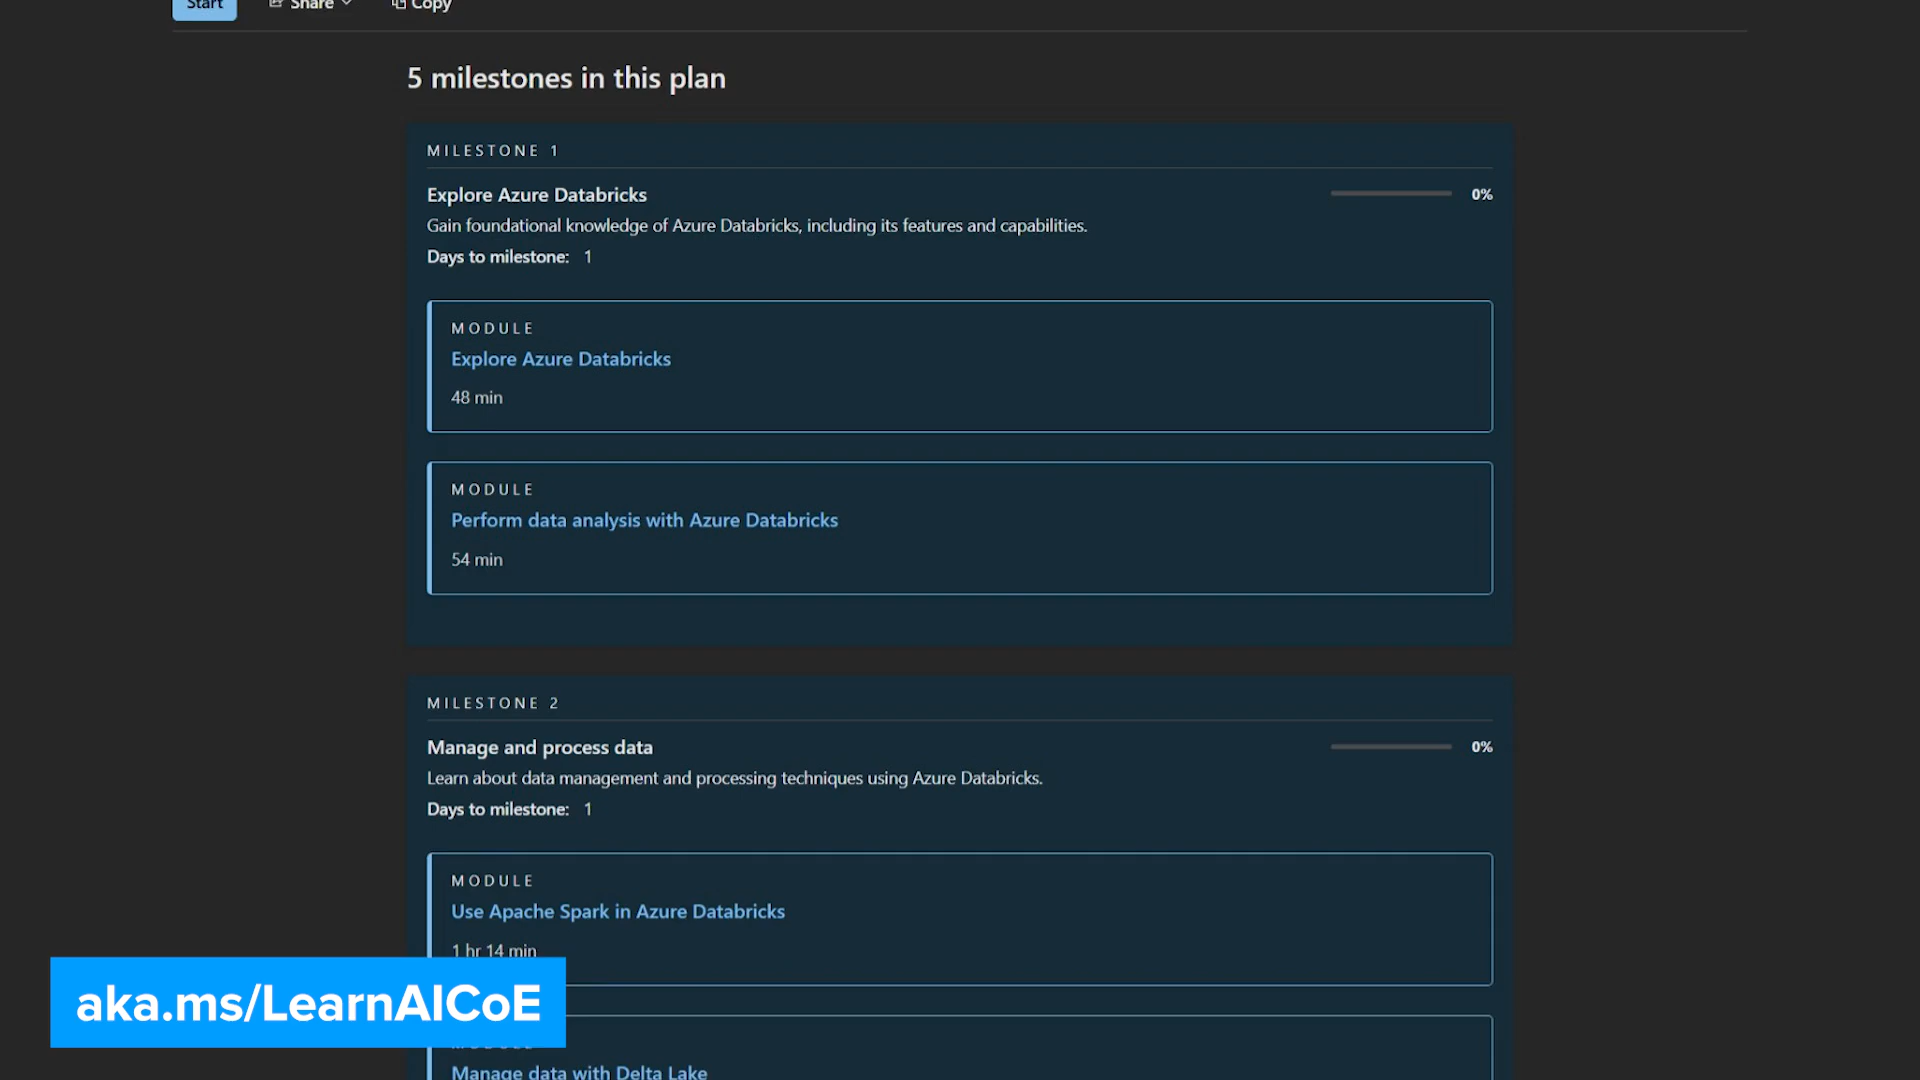 Start Share Copy
5 milestones in this plan
MILESTONE 1
Explore Azure Databricks 0%
Gain foundational knowledge of Azure Databricks, including its features and capabilities.
Days to milestone: 1
MODULE
Explore Azure Databricks
48 min
MODULE
Perform data analysis with Azure Databricks
54 min
MILESTONE 2
Manage and process data 0%
Learn about data management and processing techniques using Azure Databricks.
Days to milestone: 1
MODULE
Use Apache Spark in Azure Databricks
1 hr 14 min
aka.ms/LearnAICoE
Manage data with Delta Lake